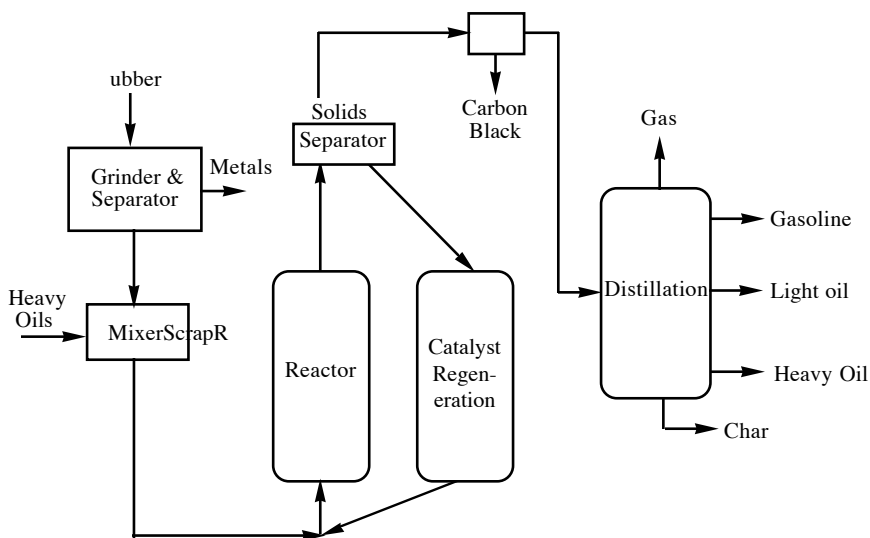 ubber
Grinder &
Separator
Metals
Heavy
Oils
MixerScrapR
Reactor
Solids
Separator
Catalyst
Regen-
eration
Carbon
Black
Gas
Distillation
Gasoline
Light oil
Heavy Oil
Char